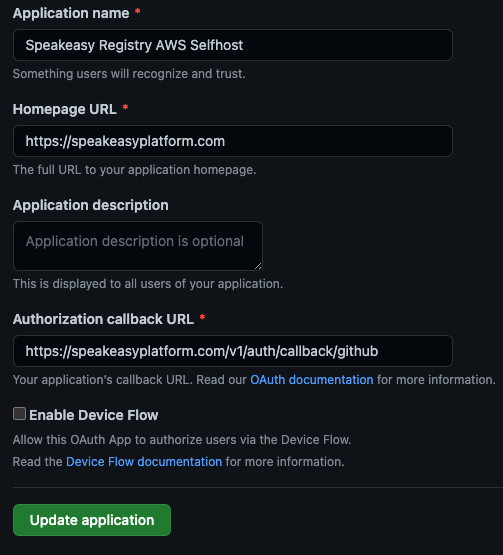 Application name *
Speakeasy Registry AWS Selfhost
Something users will recognize and trust.
Homepage URL *
https://speakeasyplatform.com
The full URL to your application homepage.
Application description
Application description is optional
This is displayed to all users of your application.
Authorization callback URL *
https://speakeasyplatform.com/v1/auth/callback/github
Your application's callback URL. Read our OAuth documentation for more information.
Enable Device Flow
Allow this OAuth App to authorize users via the Device Flow.
Read the Device Flow documentation for more information.
Update application